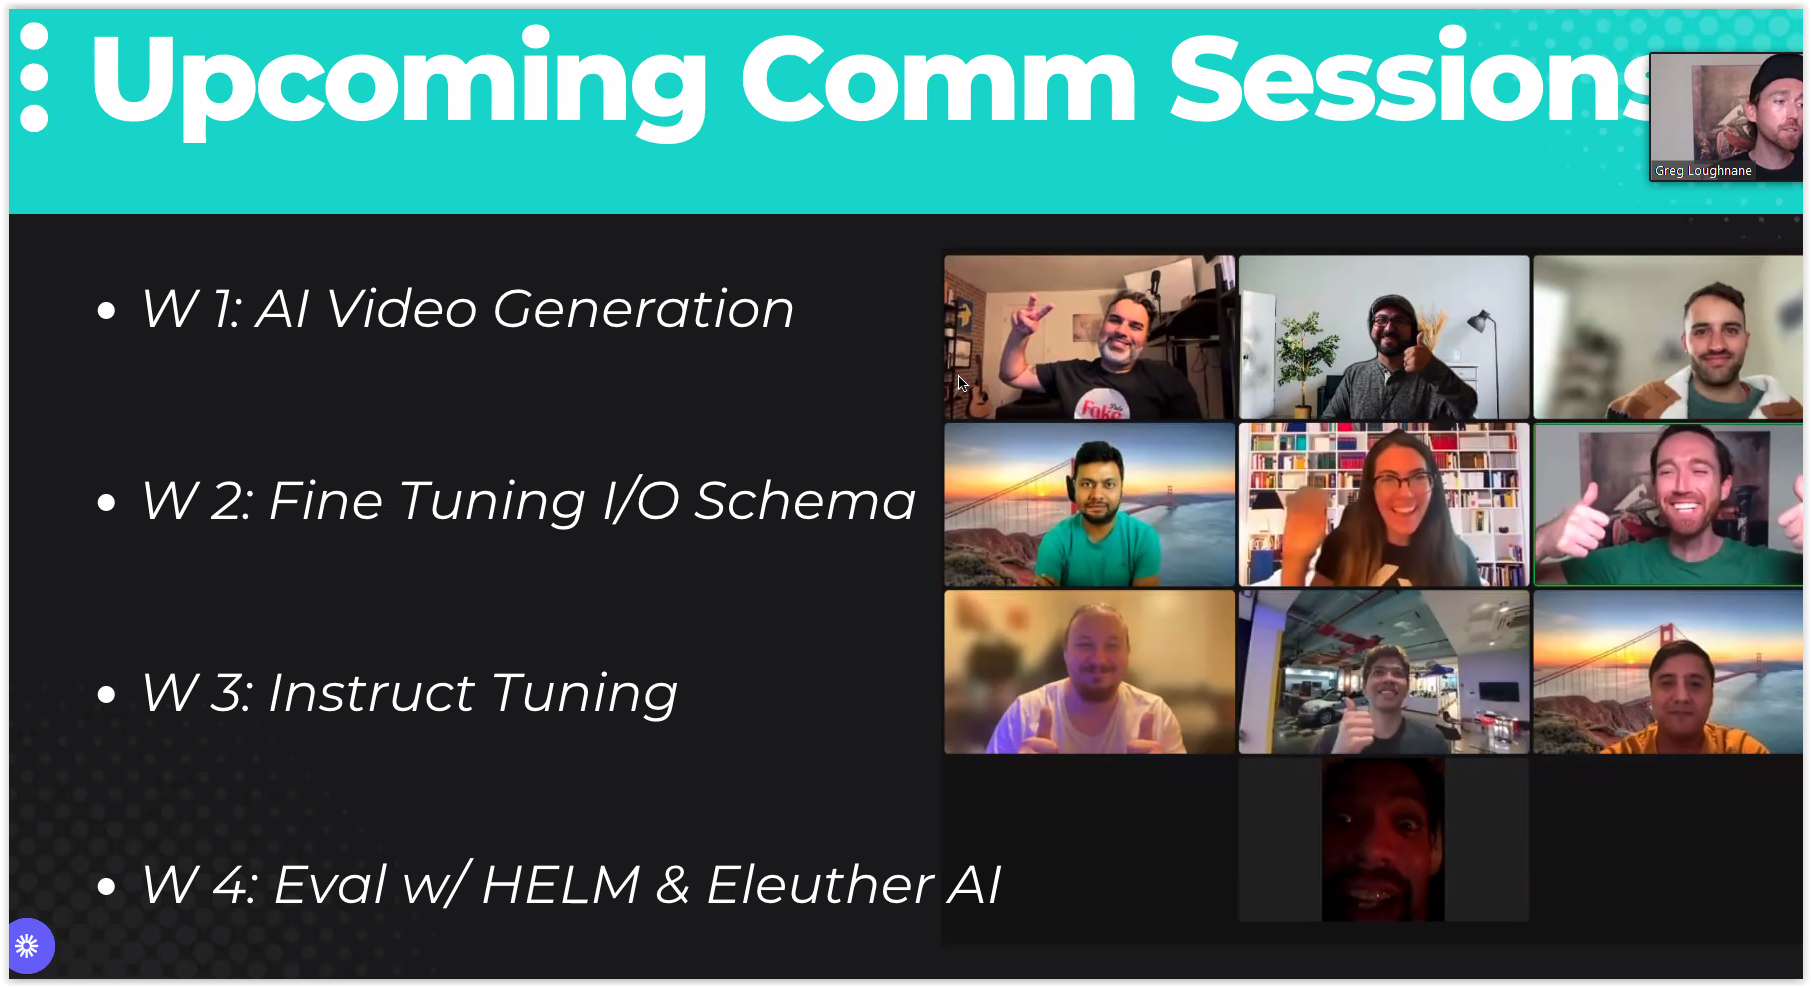 Upcoming Comm Sessions
Greg Loughnane
• W 1: AI Video Generation
• W 2: Fine Tuning I/O Schema
• W 3: Instruct Tuning
• W 4: Eval w/ HELM & Eleuther AI
Fake